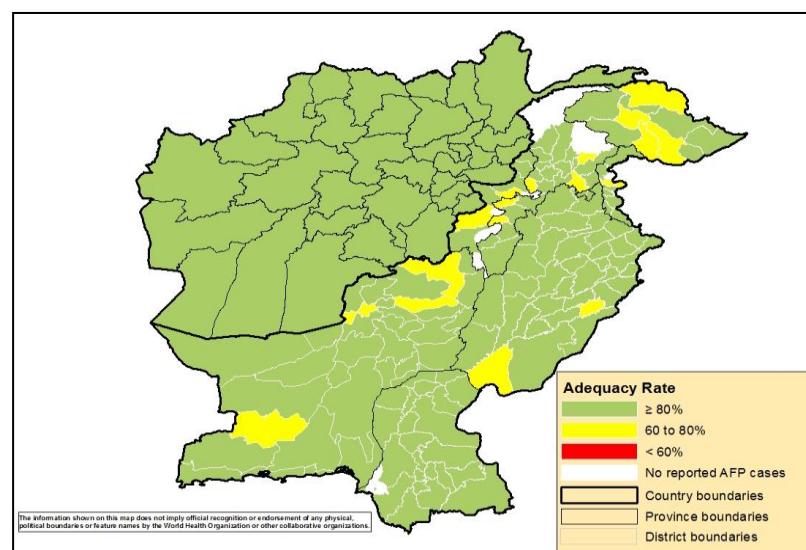 Adequacy Rate
≥ 80%
60 to 80%
< 60%
No reported AFP cases
Country boundaries
Province boundaries
District boundaries
The information shown on this map does not imply official recognition or endorsement of any physical,
political boundaries or feature names by the World Health Organization or other collaborative organizations.